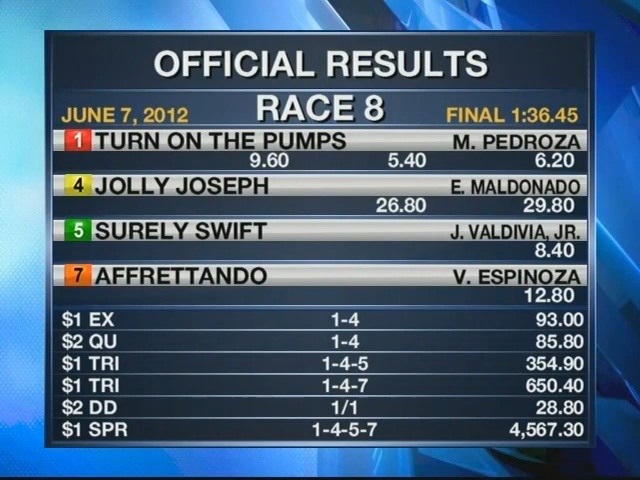 OFFICIAL RESULTS
JUNE 7, 2012 RACE 8 FINAL 1:36.45
1 TURN ON THE PUMPS M. PEDROZA
9.60 5.40 6.20
4 JOLLY JOSEPH E. MALDONADO
26.80 29.80
5 SURELY SWIFT J. VALDIVIA, JR.
8.40
7 AFFRETTANDO V. ESPINOZA
12.80
$1 EX 1-4 93.00
$2 QU 1-4 85.80
$1 TRI 1-4-5 354.90
$1 TRI 1-4-7 650.40
$2 DD 1/1 28.80
$1 SPR 1-4-5-7 4,567.30